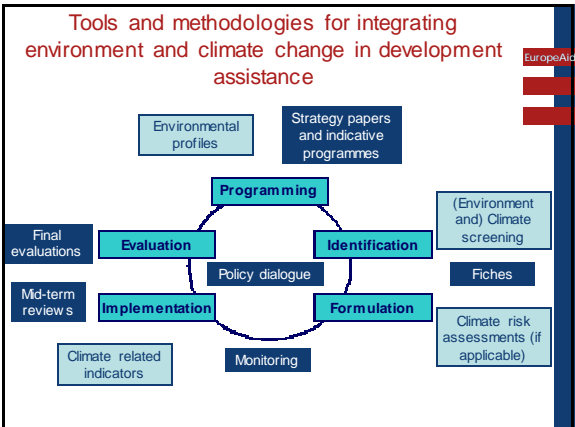 Tools and methodologies for integrating
environment and climate change in development
assistance
EuropeAid
Environmental
profiles
Strategy papers
and indicative
programmes
Programming
(Environment
and) Climate
screening
Final
evaluations
Evaluation
Identification
Policy dialogue
Fiches
Mid-term
reviews
Implementation
Formulation
Climate risk
assessments (if
applicable)
Climate related
indicators
Monitoring